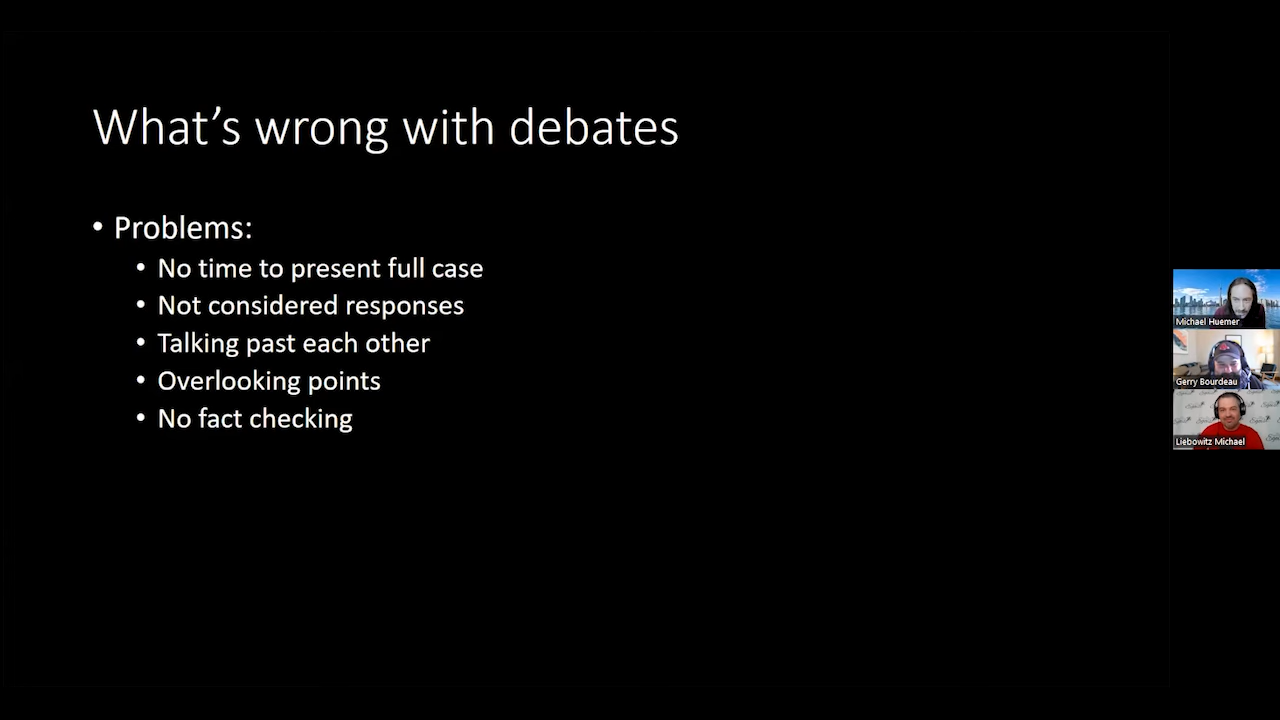 What's wrong with debates
• Problems:
• No time to present full case
• Not considered responses
• Talking past each other
• Overlooking points
• No fact checking
Michael Huemer
Gerry Bourdeau
Liebowitz Michael